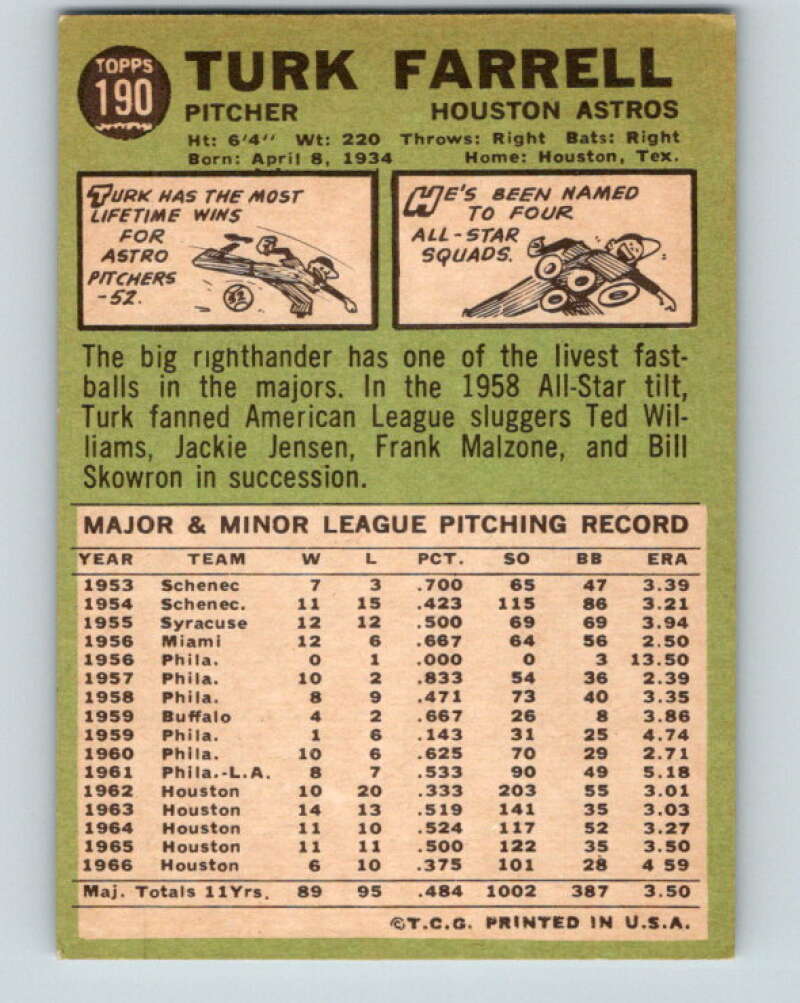 TOPPS
190
TURK FARRELL
PITCHER HOUSTON ASTROS
Ht: 6'4" Wt: 220 Throws: Right Bats: Right
Born: April 8, 1934 Home: Houston, Tex.
TURK HAS THE MOST
LIFETIME WINS
FOR
ASTRO
PITCHERS
-52.
52
HE'S BEEN NAMED
TO FOUR
ALL-STAR
SQUADS.
The big righthander has one of the livest fast-
balls in the majors. In the 1958 All-Star tilt,
Turk fanned American League sluggers Ted Wil-
liams, Jackie Jensen, Frank Malzone, and Bill
Skowron in succession.
MAJOR & MINOR LEAGUE PITCHING RECORD
YEAR TEAM W L PCT. SO BB ERA
1953 Schenec 7 3 .700 65 47 3.39
1954 Schenec. 11 15 .423 115 86 3.21
1955 Syracuse 12 12 .500 69 69 3.94
1956 Miami 12 6 .667 64 56 2.50
1956 Phila. 0 1 .000 0 3 13.50
1957 Phila. 10 2 .833 54 36 2.39
1958 Phila. 8 9 .471 73 40 3.35
1959 Buffalo 4 2 .667 26 8 3.86
1959 Phila. 1 6 .143 31 25 4.74
1960 Phila. 10 6 .625 70 29 2.71
1961 Phila.-L.A. 8 7 .533 90 49 5.18
1962 Houston 10 20 .333 203 55 3.01
1963 Houston 14 13 .519 141 35 3.03
1964 Houston 11 10 .524 117 52 3.27
1965 Houston 11 11 .500 122 35 3.50
1966 Houston 6 10 .375 101 28 4 59
Maj. Totals 11Yrs. 89 95 .484 1002 387 3.50
©T.C.G. PRINTED IN U.S.A.